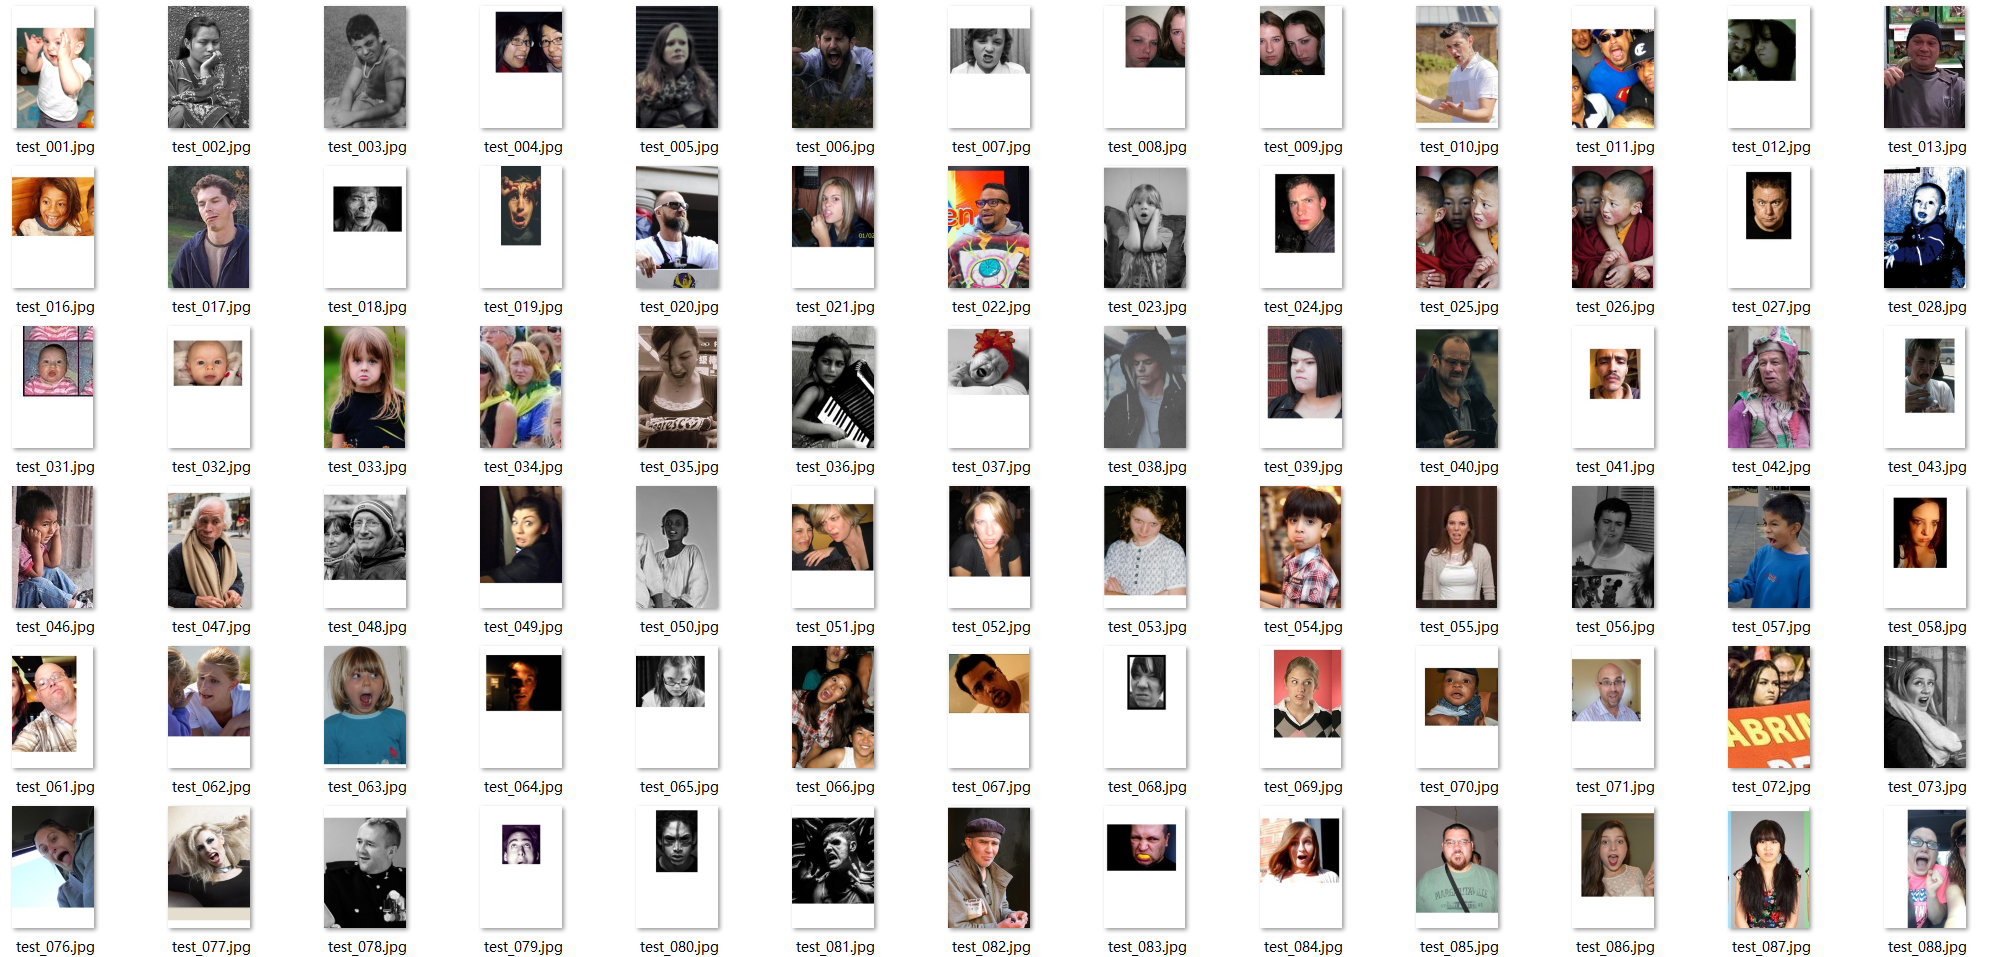 test_001.jpg test_002.jpg test_003.jpg test_004.jpg test_005.jpg test_006.jpg test_007.jpg test_008.jpg test_009.jpg test_010.jpg test_011.jpg test_012.jpg test_013.jpg
01/02
en
test_016.jpg test_017.jpg test_018.jpg test_019.jpg test_020.jpg test_021.jpg test_022.jpg test_023.jpg test_024.jpg test_025.jpg test_026.jpg test_027.jpg test_028.jpg
test_031.jpg test_032.jpg test_033.jpg test_034.jpg test_035.jpg test_036.jpg test_037.jpg test_038.jpg test_039.jpg test_040.jpg test_041.jpg test_042.jpg test_043.jpg
test_046.jpg test_047.jpg test_048.jpg test_049.jpg test_050.jpg test_051.jpg test_052.jpg test_053.jpg test_054.jpg test_055.jpg test_056.jpg test_057.jpg test_058.jpg
ABRIN
test_061.jpg test_062.jpg test_063.jpg test_064.jpg test_065.jpg test_066.jpg test_067.jpg test_068.jpg test_069.jpg test_070.jpg test_071.jpg test_072.jpg test_073.jpg
test_076.jpg test_077.jpg test_078.jpg test_079.jpg test_080.jpg test_081.jpg test_082.jpg test_083.jpg test_084.jpg test_085.jpg test_086.jpg test_087.jpg test_088.jpg